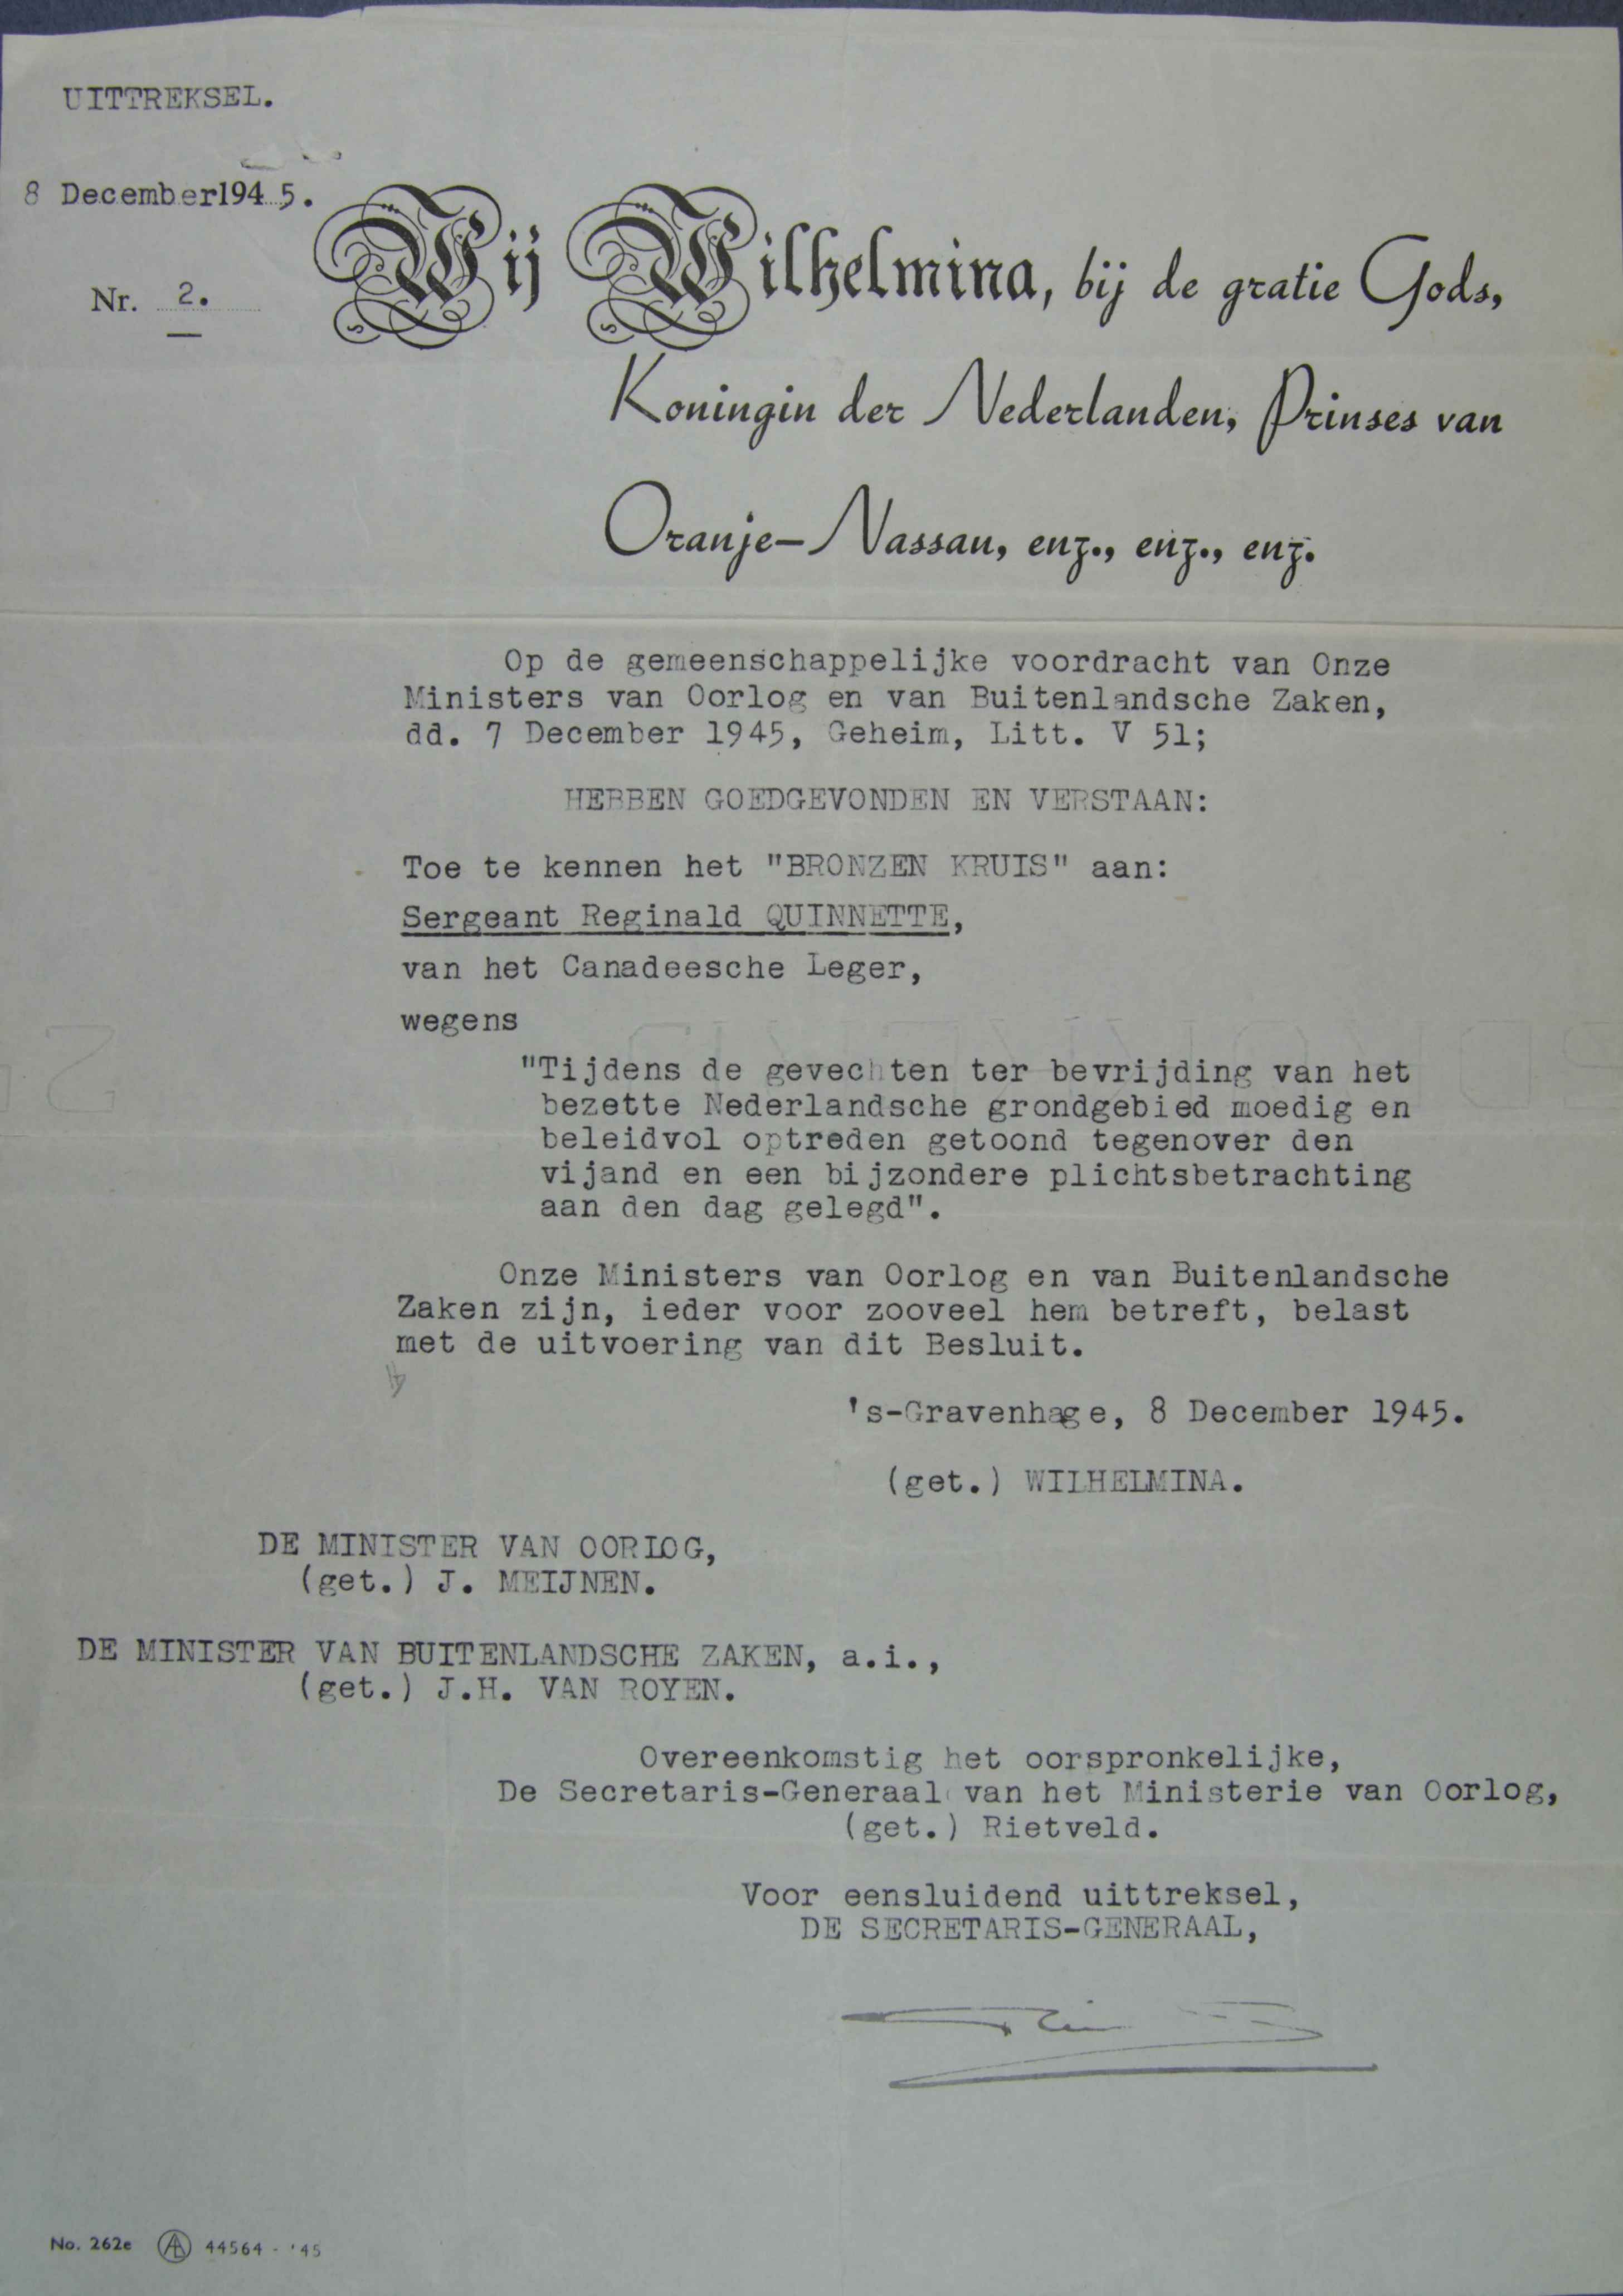 UITTREKSEL.
8 December 1945.
Nr. 2.
Wij Wilhelmina, bij de gratie Gods,
Koningin der Nederlanden, Prinses van
Oranje-Nassau, enz., enz., enz.
Op de gemeenschappelijke voordracht van Onze
Ministers van Oorlog en van Buitenlandsche Zaken,
dd. 7 December 1945, Geheim, Litt. V 51;
HEBBEN GOEDGEVONDEN EN VERSTAAN:
Toe te kennen het "BRONZEN KRUIS" aan:
Sergeant Reginald QUINNETTE,
van het Canadeesche Leger,
wegens
"Tijdens de gevechten ter bevrijding van het
bezette Nederlandsche grondgebied moedig en
beleidvol optreden getoond tegenover den
vijand en een bijzondere plichtsbetrachting
aan den dag gelegd".
Onze Ministers van Oorlog en van Buitenlandsche
Zaken zijn, ieder voor zooveel hem betreft, belast
met de uitvoering van dit Besluit.
's-Gravenhage, 8 December 1945.
(get.) WILHELMINA.
DE MINISTER VAN OORLOG,
(get.) J. MEIJNEN.
DE MINISTER VAN BUITENLANDSCHE ZAKEN, a.i.,
(get.) J.H. VAN ROYEN.
Overeenkomstig het oorspronkelijke,
De Secretaris-Generaal van het Ministerie van Oorlog,
(get.) Rietveld.
Voor eensluidend uittreksel,
DE SECRETARIS-GENERAAL,
No. 262e AL 44564 - '45